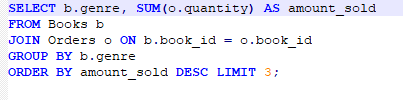 SELECT b.genre, SUM(o.quantity) AS amount_sold
FROM Books b
JOIN Orders o ON b.book_id = o.book_id
GROUP BY b.genre
ORDER BY amount_sold DESC LIMIT 3;